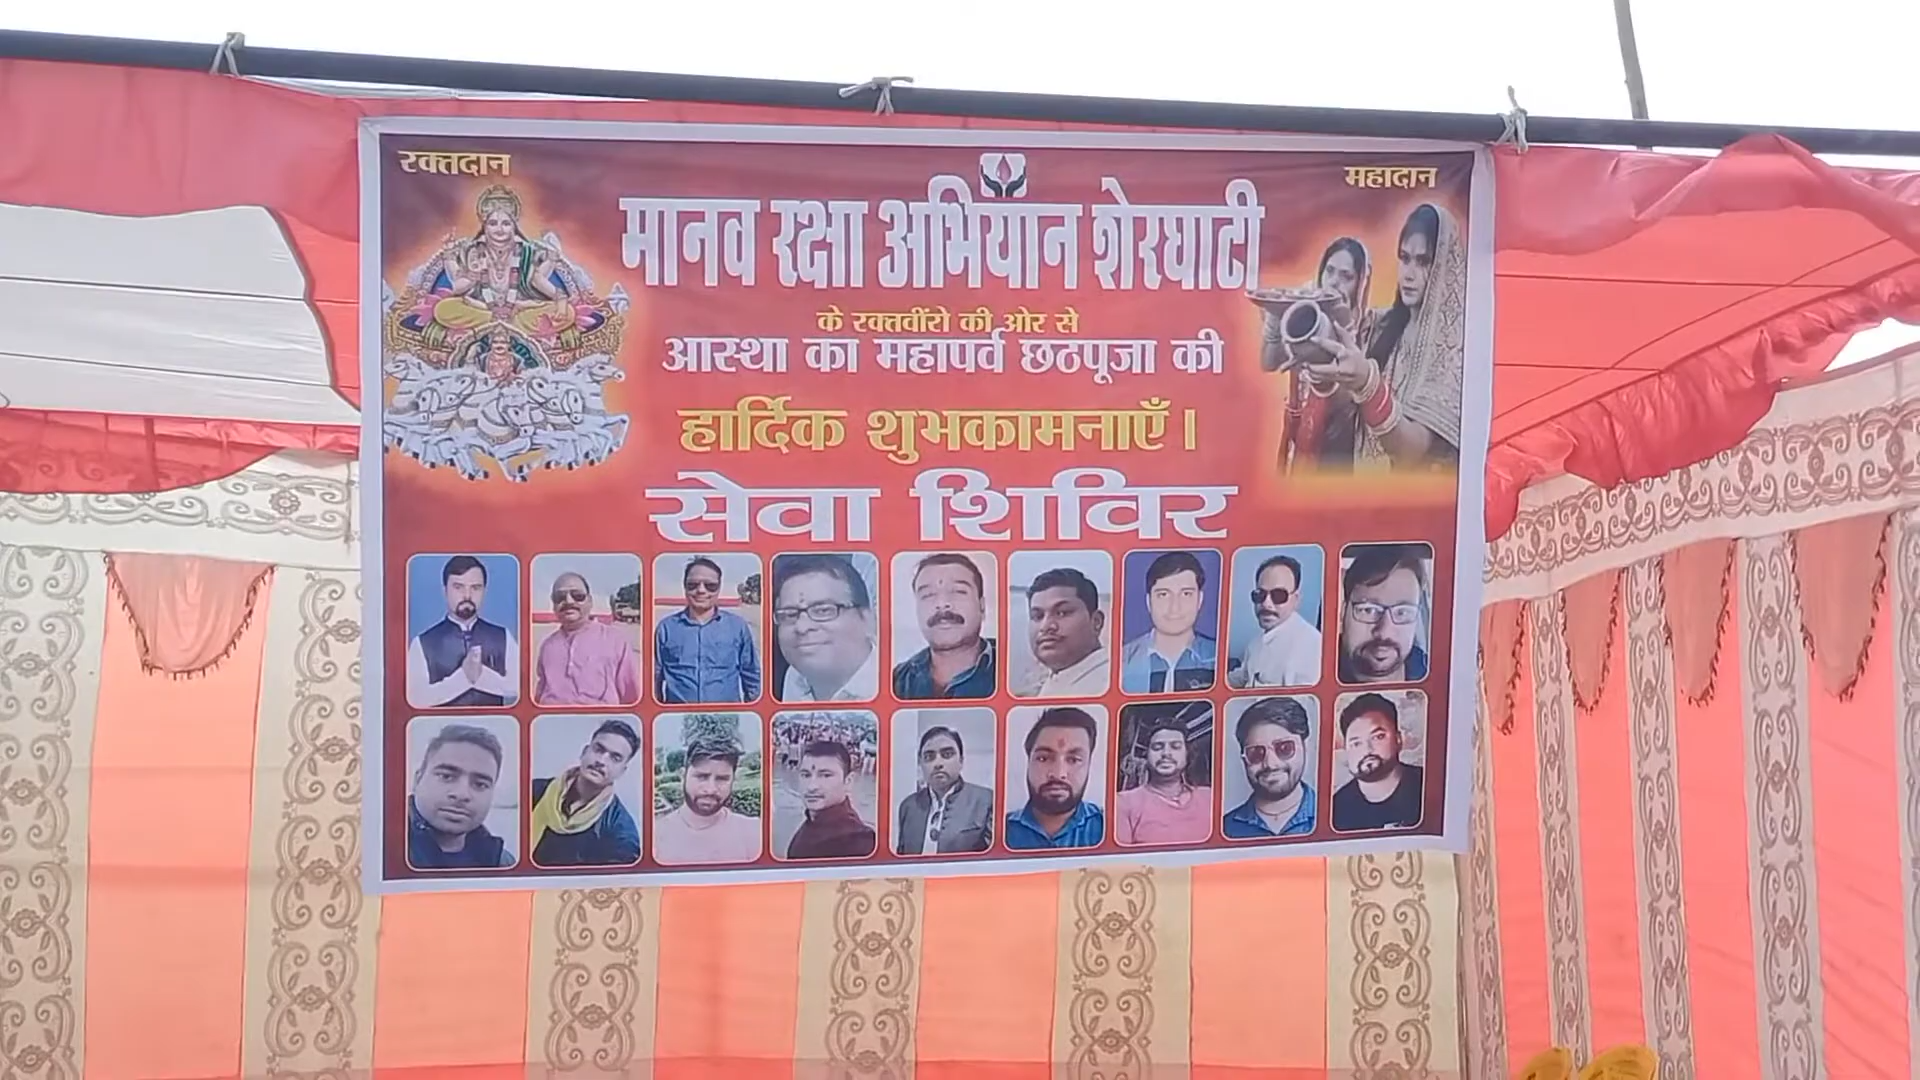 रक्तदान
महादान
मानव रक्षा अभियान शेरघाटी
के रक्तवींरो की ओर से
आस्था का महापर्व छठपूजा की
हार्दिक शुभकामनाएँ।
सेवा शिविर